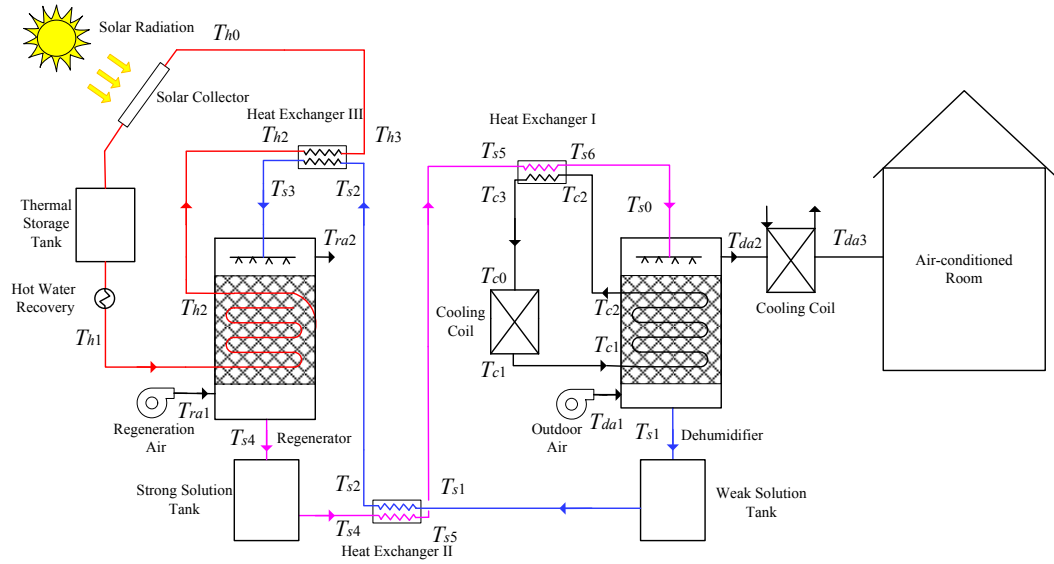 Solar Radiation
Th0
Solar Collector
Heat Exchanger III
Th2
Th3
Ts3
Ts2
Thermal
Storage
Tank
Hot Water
Recovery
Th1
Th2
Tra2
Regeneration
Air
Tra1
Ts4
Regenerator
Strong Solution
Tank
Ts4
Ts2
Ts1
Ts5
Heat Exchanger II
Heat Exchanger I
Ts5
Ts6
Tc3
Tc2
Ts0
Tc0
Cooling
Coil
Tc1
Tc2
Tc1
Outdoor
Air
Tda1
Ts1
Dehumidifier
Weak Solution
Tank
Tda2
Tda3
Cooling Coil
Air-conditioned
Room